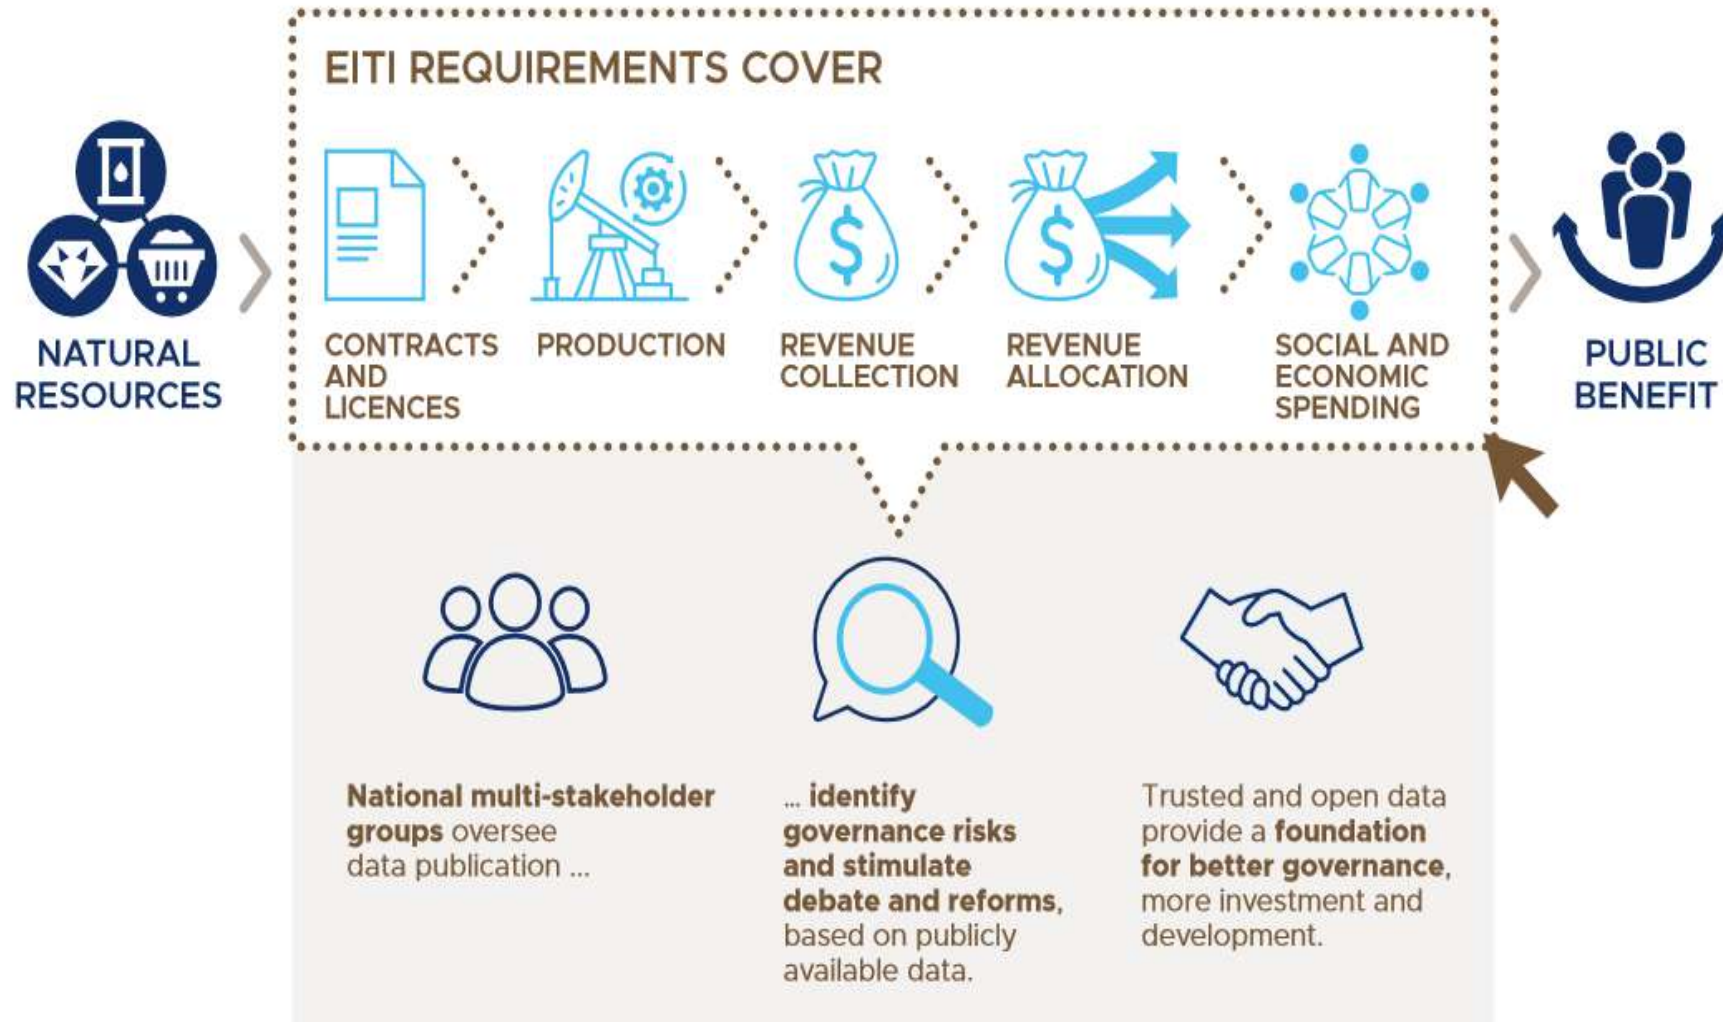 EITI REQUIREMENTS COVER
NATURAL
RESOURCES
CONTRACTS
AND
LICENCES
PRODUCTION
REVENUE
COLLECTION
REVENUE
ALLOCATION
SOCIAL AND
ECONOMIC
SPENDING
PUBLIC
BENEFIT
$
$
National multi-stakeholder
groups oversee
data publication ...
... identify
governance risks
and stimulate
debate and reforms,
based on publicly
available data.
Trusted and open data
provide a foundation
for better governance,
more investment and
development.